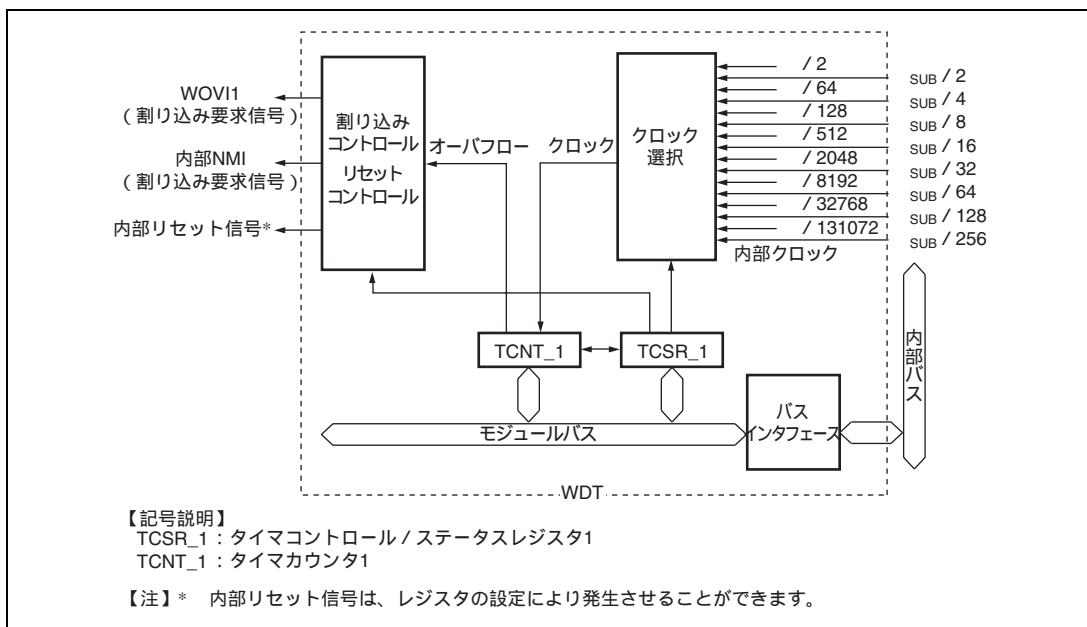 WOVI1
(割り込み要求信号)
内部NMI
(割り込み要求信号)
内部リセット信号*
割り込み
コントロール
リセット
コントロール
オーバフロー
クロック
クロック
選択
/ 2
/ 64
/ 128
/ 512
/ 2048
/ 8192
/ 32768
/ 131072
内部クロック
SUB / 2
SUB / 4
SUB / 8
SUB / 16
SUB / 32
SUB / 64
SUB / 128
SUB / 256
TCNT_1
TCSR_1
モジュールバス
バス
インタフェース
内部バス
WDT
【記号説明】
TCSR_1 : タイマコントロール / ステータスレジスタ1
TCNT_1 : タイマカウンタ1
【注】* 内部リセット信号は、レジスタの設定により発生させることができます。